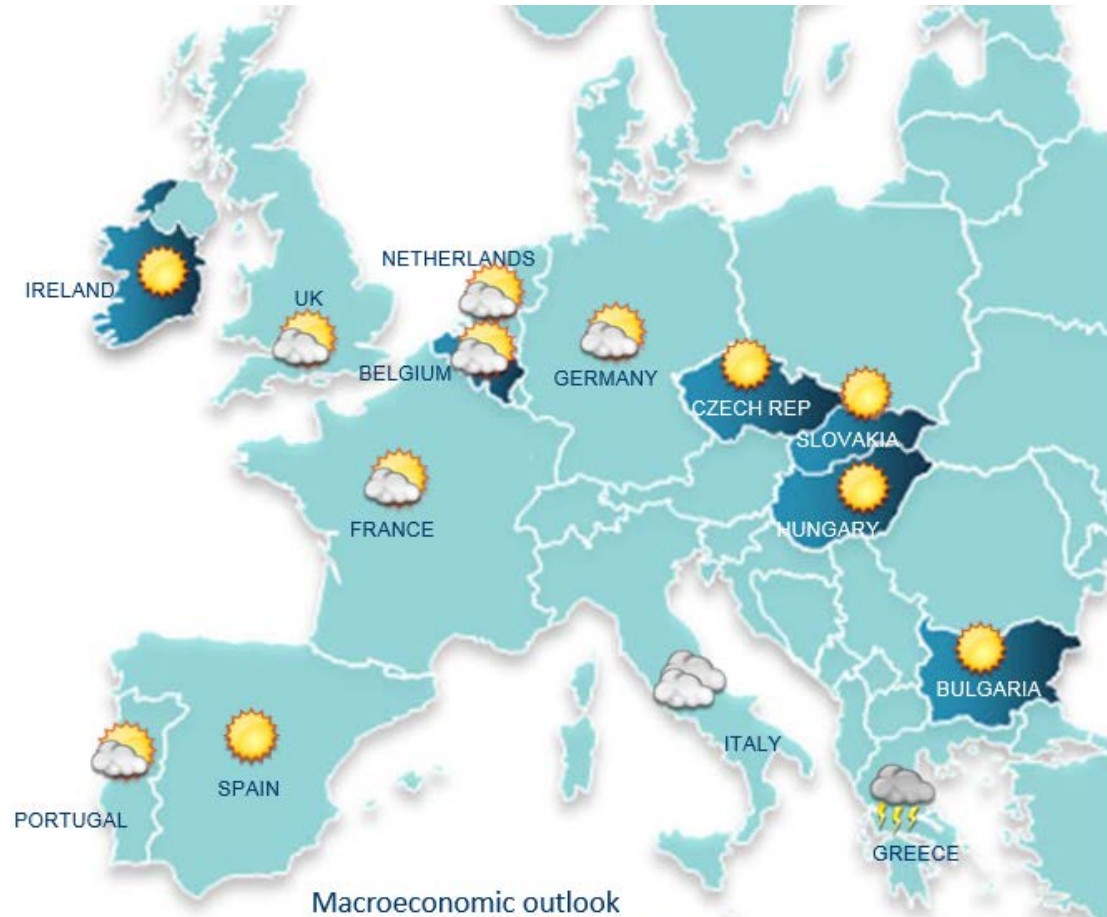 NETHERLANDS
IRELAND
UK
BELGIUM
GERMANY
CZECH REP
SLOVAKIA
FRANCE
HUNGARY
BULGARIA
ITALY
SPAIN
PORTUGAL
GREECE
Macroeconomic outlook